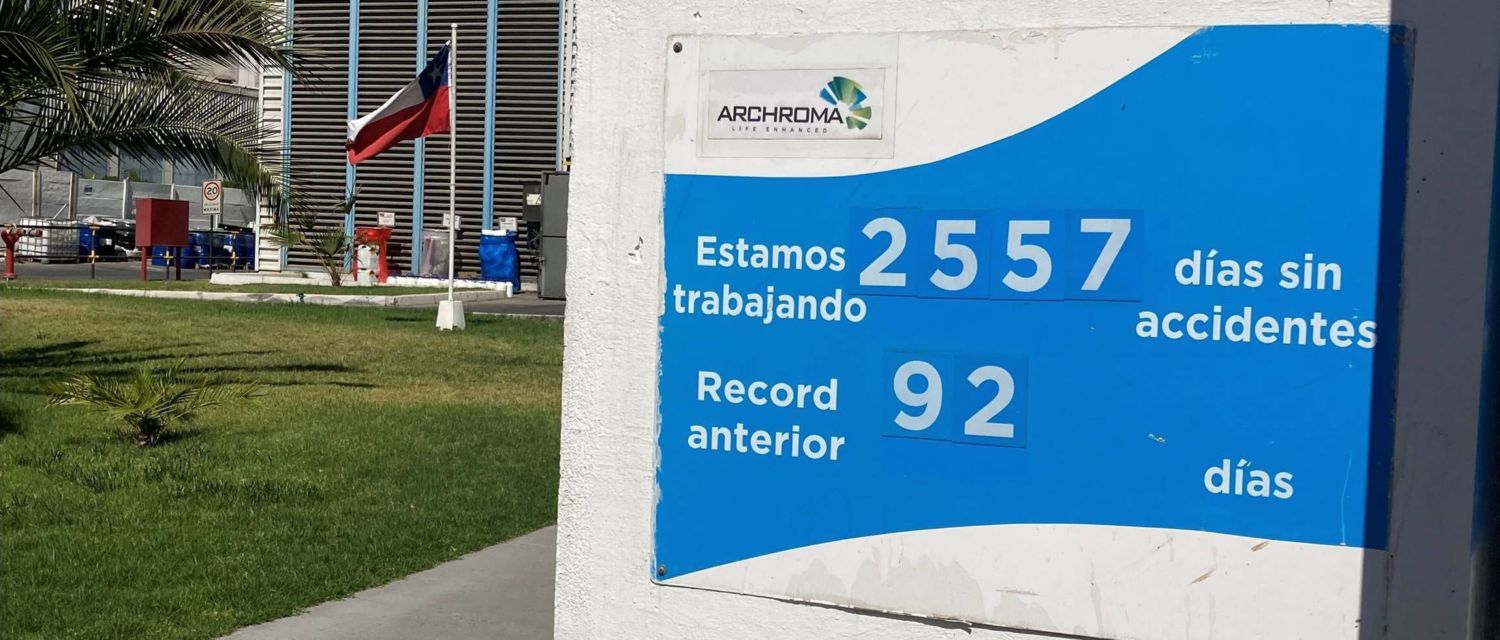 ARCHROMA
LIFE ENHANCED
Estamos 2557 días sin
trabajando accidentes
Record 92
anterior
días
20